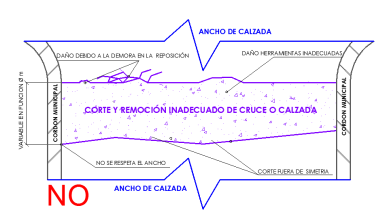 ANCHO DE CALZADA
DAÑO DEBIDO A LA DEMORA EN LA REPOSICIÓN
DAÑO HERRAMIENTAS INADECUADAS
VARIABLE EN FUNCION Ø m
CORDON MUNICIPAL
CORTE Y REMOCIÓN INADECUADO DE CRUCE O CALZADA
CORDON MUNICIPAL
NO SE RESPETA EL ANCHO
CORTE FUERA DE SIMETRIA
NO
ANCHO DE CALZADA